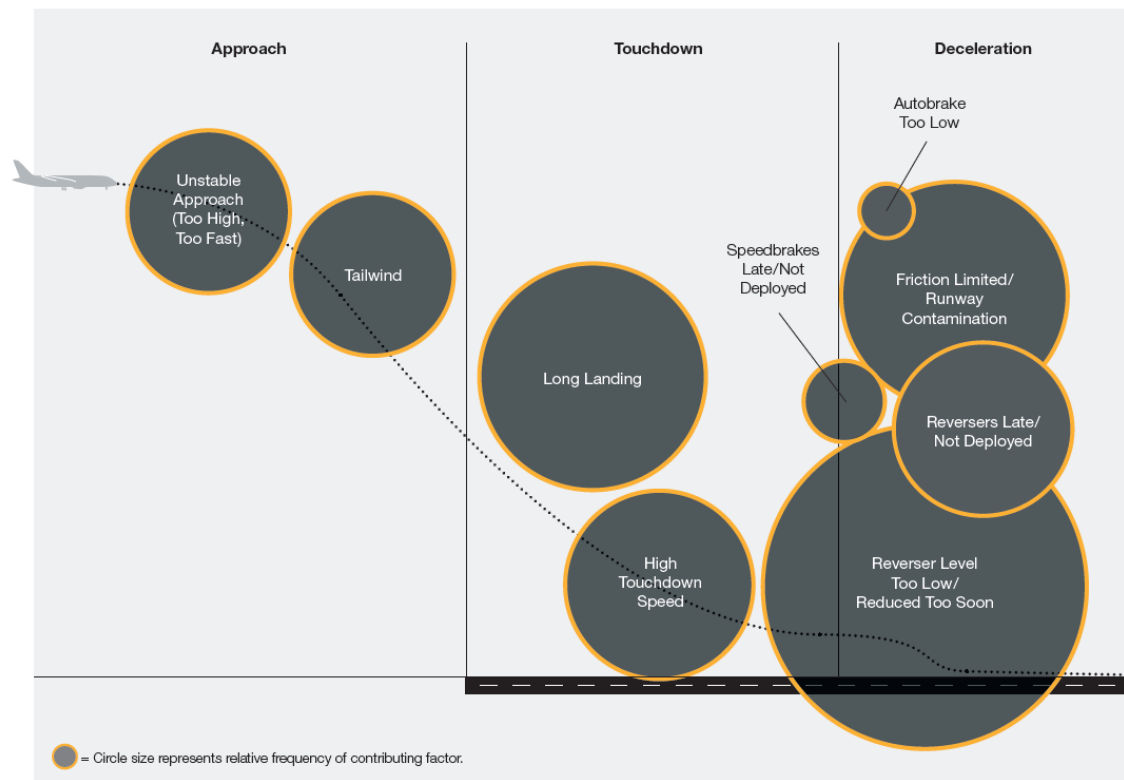 Approach
Touchdown
Deceleration
Unstable
Approach
(Too High,
Too Fast)
Tailwind
Long Landing
High
Touchdown
Speed
Speedbrakes
Late/Not
Deployed
Autobrake
Too Low
Friction Limited/
Runway
Contamination
Reversers Late/
Not Deployed
Reverser Level
Too Low/
Reduced Too Soon
= Circle size represents relative frequency of contributing factor.